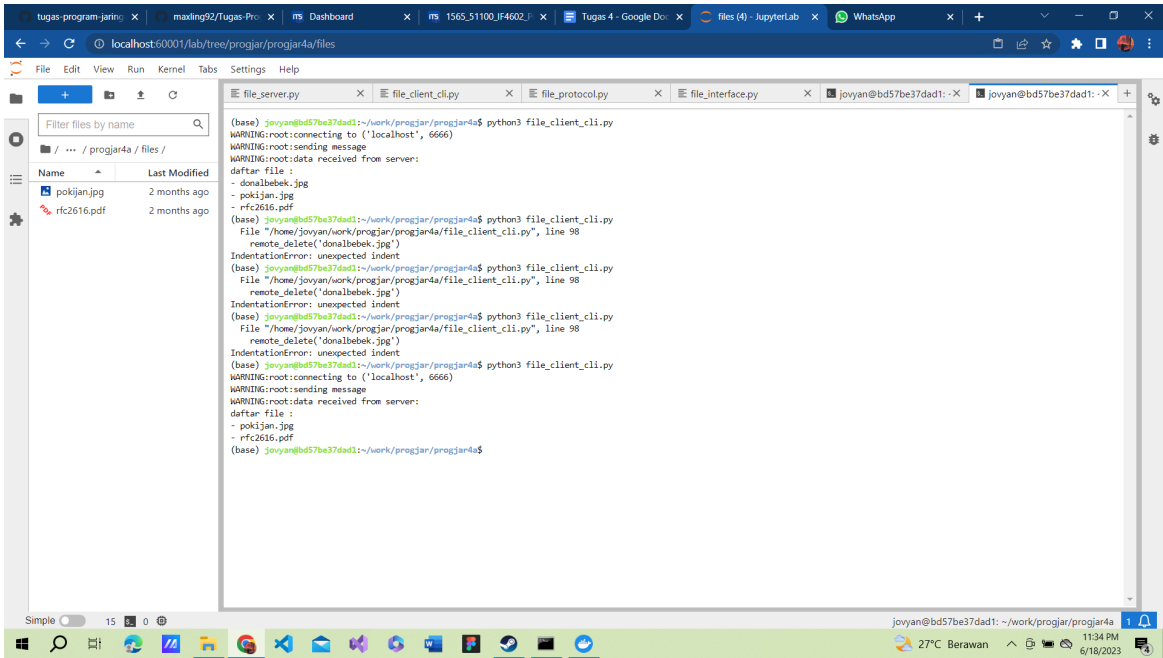 tugas-program-jaring
maxling92/Tugas-Pro
ITS Dashboard
ITS 1565_51100_IF4602_P
Tugas 4 - Google Doc
files (4) - JupyterLab
WhatsApp
localhost:60001/lab/tree/progjar/progjar4a/files
File Edit View Run Kernel Tabs Settings Help
file_server.py
file_client_cli.py
file_protocol.py
file_interface.py
jovyan@bd57be37dad1: -
jovyan@bd57be37dad1: -
Filter files by name
/ ··· / progjar4a / files /
Name Last Modified
pokijan.jpg 2 months ago
rfc2616.pdf 2 months ago
(base) jovyan@bd57be37dad1:~/work/progjar/progjar4a$ python3 file_client_cli.py
WARNING:root:connecting to ('localhost', 6666)
WARNING:root:sending message
WARNING:root:data received from server:
daftar file :
- donalbebek.jpg
- pokijan.jpg
- rfc2616.pdf
(base) jovyan@bd57be37dad1:~/work/progjar/progjar4a$ python3 file_client_cli.py
File "/home/jovyan/work/progjar/progjar4a/file_client_cli.py", line 98
remote_delete('donalbebek.jpg')
IndentationError: unexpected indent
(base) jovyan@bd57be37dad1:~/work/progjar/progjar4a$ python3 file_client_cli.py
File "/home/jovyan/work/progjar/progjar4a/file_client_cli.py", line 98
remote_delete('donalbebek.jpg')
IndentationError: unexpected indent
(base) jovyan@bd57be37dad1:~/work/progjar/progjar4a$ python3 file_client_cli.py
File "/home/jovyan/work/progjar/progjar4a/file_client_cli.py", line 98
remote_delete('donalbebek.jpg')
IndentationError: unexpected indent
(base) jovyan@bd57be37dad1:~/work/progjar/progjar4a$ python3 file_client_cli.py
WARNING:root:connecting to ('localhost', 6666)
WARNING:root:sending message
WARNING:root:data received from server:
daftar file :
- pokijan.jpg
- rfc2616.pdf
(base) jovyan@bd57be37dad1:~/work/progjar/progjar4a$
Simple 15 0
jovyan@bd57be37dad1: ~/work/progjar/progjar4a 1
27°C Berawan
11:34 PM
6/18/2023
4